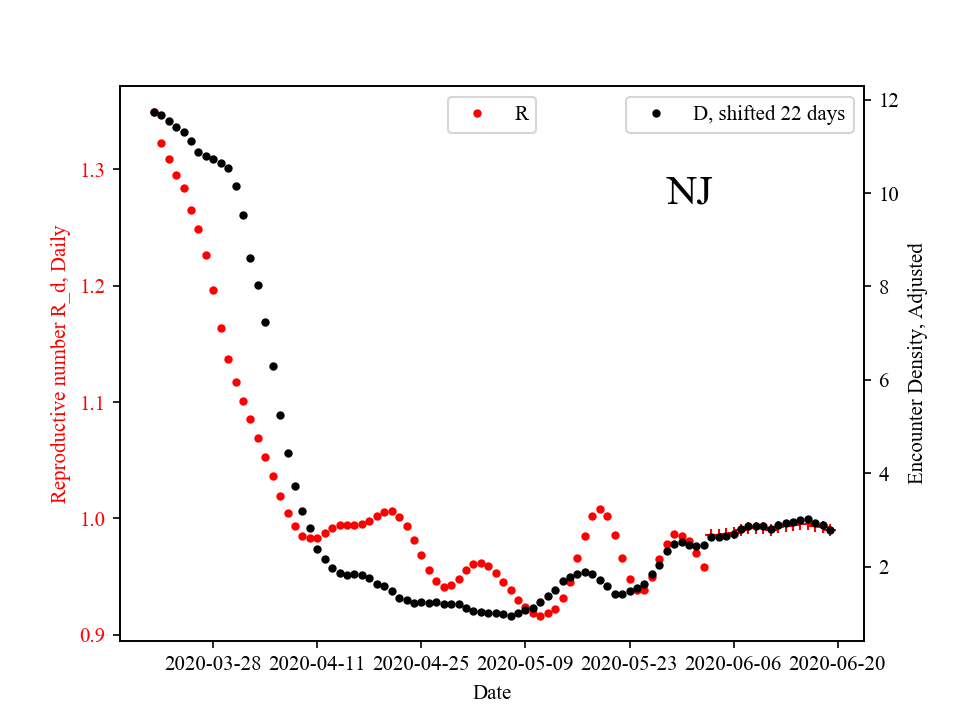 R
D, shifted 22 days
NJ
Reproductive number R_d, Daily
1.3
1.2
1.1
1.0
0.9
12
10
8
6
4
2
Encounter Density, Adjusted
2020-03-28 2020-04-11 2020-04-25 2020-05-09 2020-05-23 2020-06-06 2020-06-20
Date